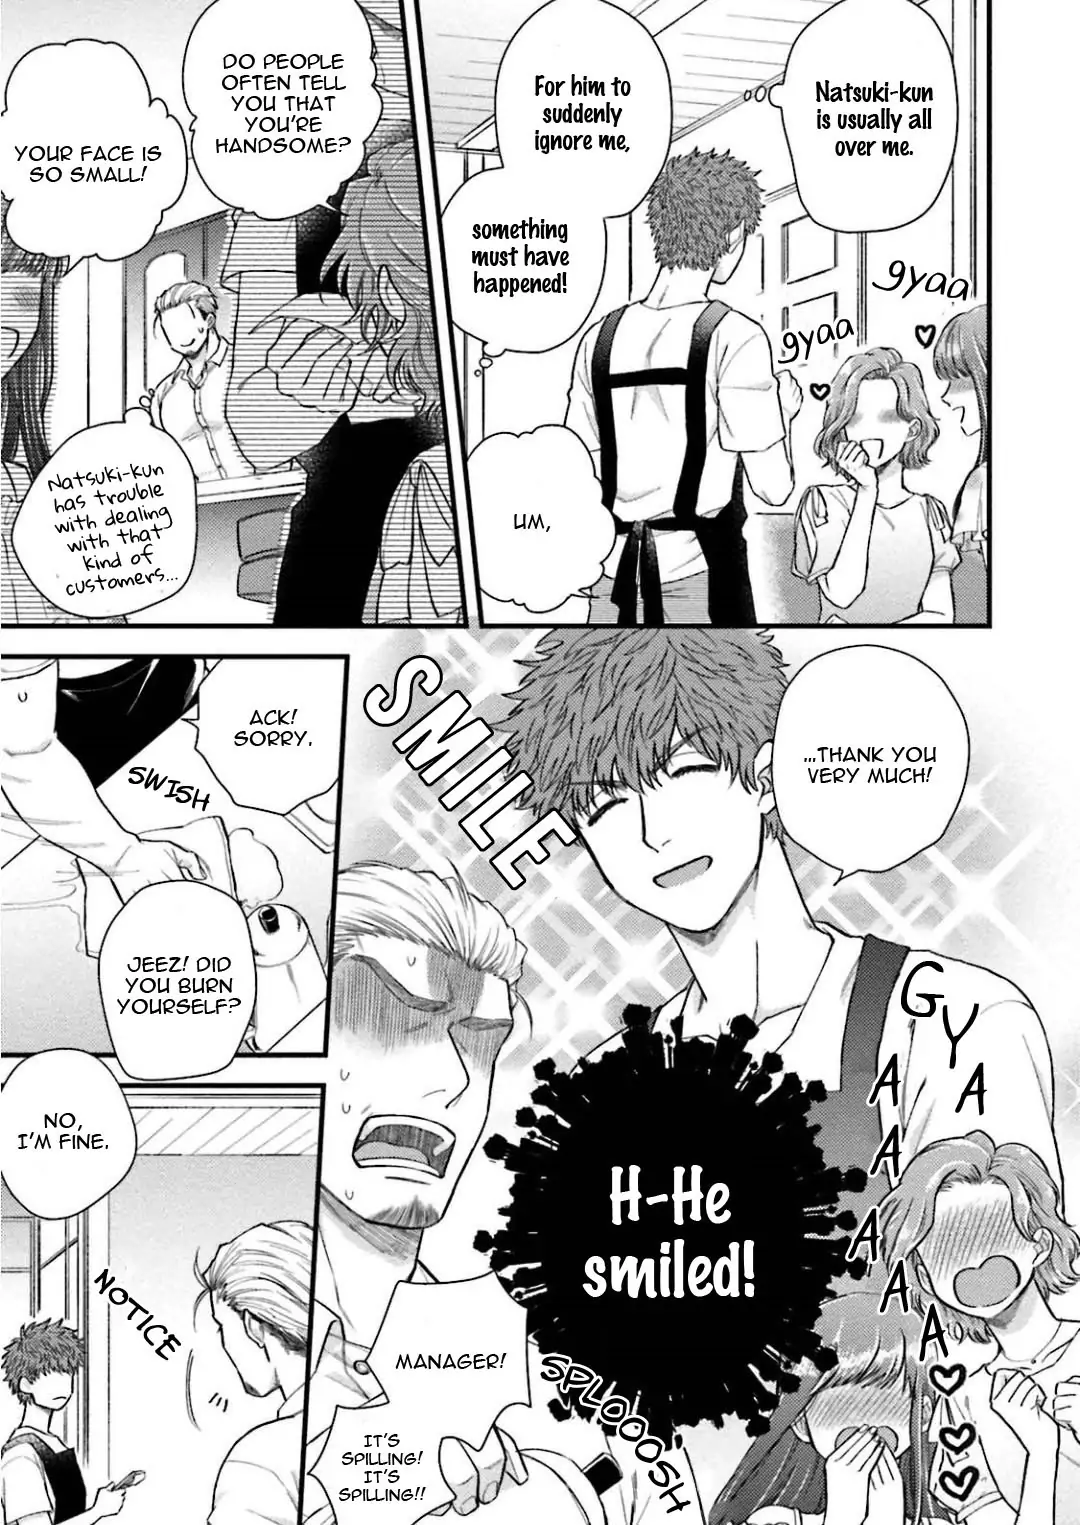 Natsuki-kun
is usually all
over me.
For him to
suddenly
ignore me,
something
must have
happened!
gyaa
gyaa
UM,
DO PEOPLE
OFTEN TELL
YOU THAT
YOU'RE
HANDSOME?
YOUR FACE IS
SO SMALL!
Natsuki-kun
has trouble
with dealing
with that
kind of
customers...
...THANK YOU
VERY MUCH!
SMILE
GYAAAAAAA
H-He
smiled!
MANAGER!
IT'S
SPILLING!
IT'S
SPILLING!!
SPLOOOSH
ACK!
SORRY.
SWISH
JEEZ! DID
YOU BURN
YOURSELF?
NO,
I'M FINE.
NOTICE